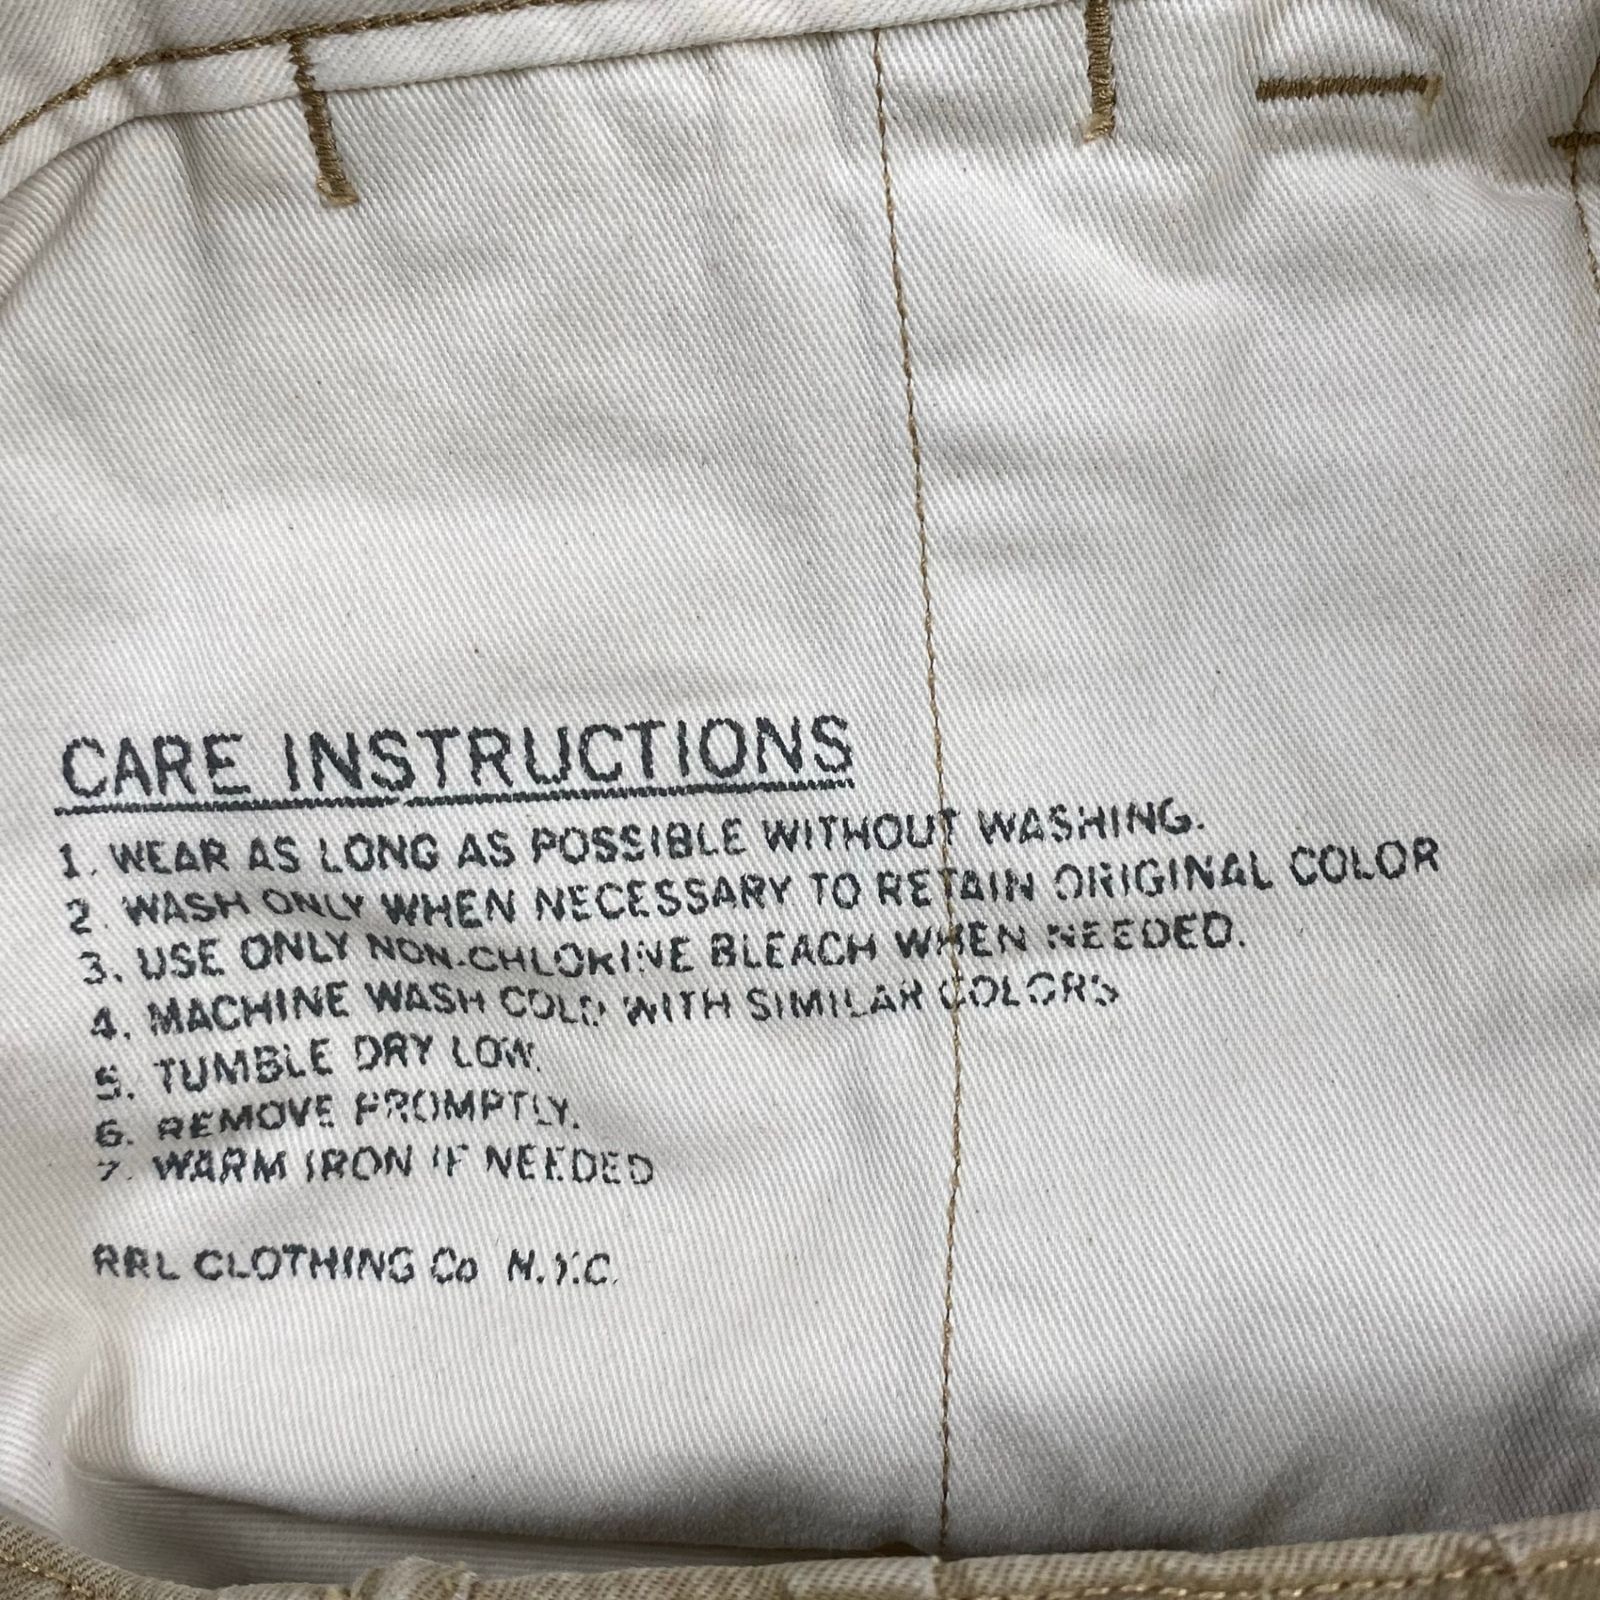 CARE INSTRUCTIONS
1. WEAR AS LONG AS POSSIBLE WITHOUT WASHING.
2. WASH ONLY WHEN NECESSARY TO RETAIN ORIGINAL COLOR
3. USE ONLY NON-CHLORINE BLEACH WHEN NEEDED.
4. MACHINE WASH COLD WITH SIMILAR COLORS
5. TUMBLE DRY LOW.
6. REMOVE PROMPTLY.
7. WARM IRON IF NEEDED
RRL CLOTHING Co N.Y.C.